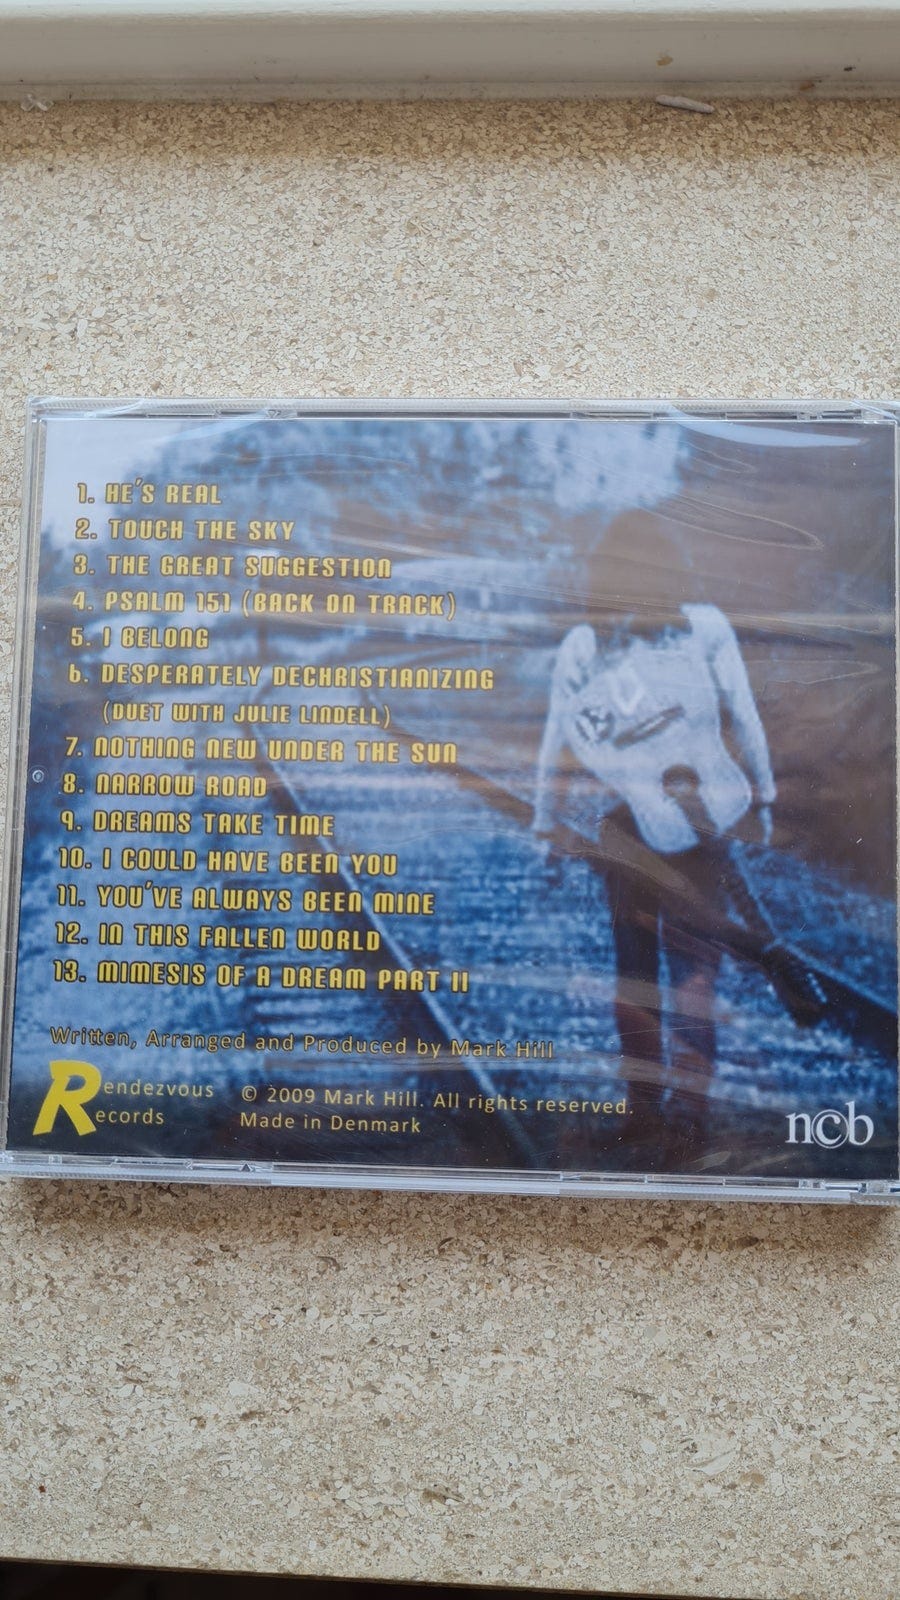 1. HE'S REAL
2. TOUCH THE SKY
3. THE GREAT SUGGESTION
4. PSALM 151 (BACK ON TRACK)
5. I BELONG
6. DESPERATELY DECHRISTIANIZING
(DUET WITH JULIE LINDELL)
7. NOTHING NEW UNDER THE SUN
8. NARROW ROAD
9. DREAMS TAKE TIME
10. I COULD HAVE BEEN YOU
11. YOU'VE ALWAYS BEEN MINE
12. IN THIS FALLEN WORLD
13. MIMESIS OF A DREAM PART II
Written, Arranged and Produced by Mark Hill
Rendezvous Records
© 2009 Mark Hill. All rights reserved.
Made in Denmark
ncb